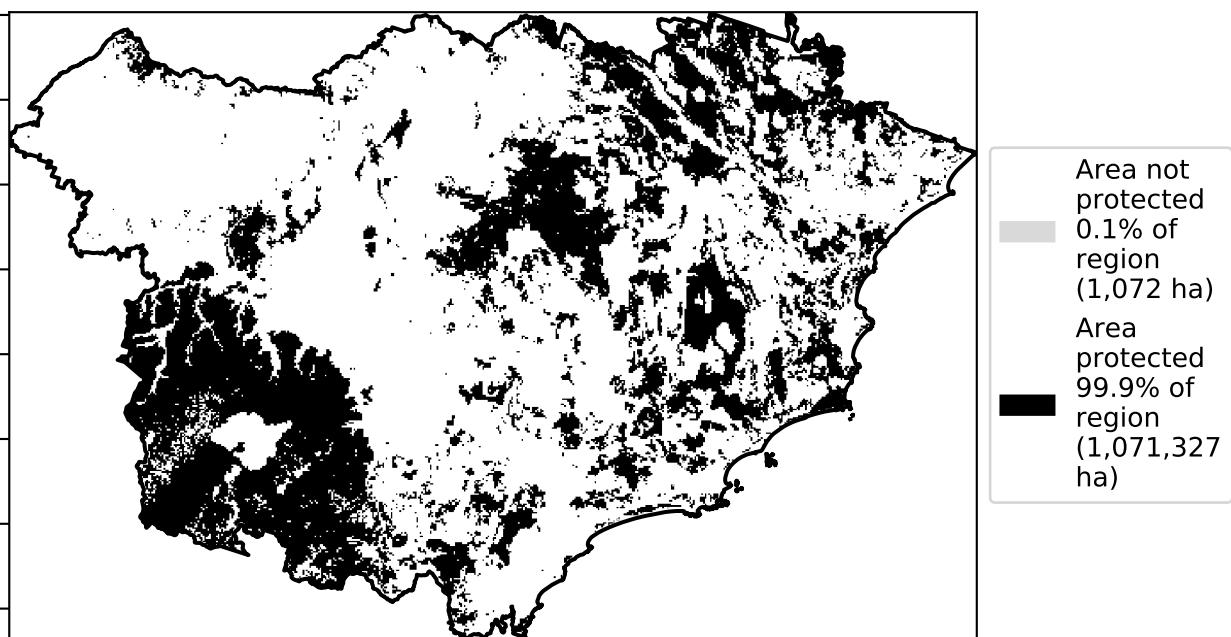 Area not
protected
0.1% of
region
(1,072 ha)
Area
protected
99.9% of
region
(1,071,327
ha)